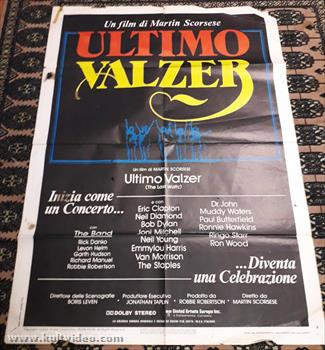 Un film di Martin Scorsese
ULTIMO
VALZER
UN FILM DI MARTIN SCORSESE
Ultimo Valzer
(The Last Waltz)
Inizia come
un Concerto...
con
The Band
Rick Danko
Levon Helm
Garth Hudson
Richard Manuel
Robbie Robertson
e con
Eric Clapton
Neil Diamond
Bob Dylan
Joni Mitchell
Neil Young
Emmylou Harris
Van Morrison
The Staples
Dr. John
Muddy Waters
Paul Butterfield
Ronnie Hawkins
Ringo Starr
Ron Wood
...Diventa
una Celebrazione
Direttore delle Scenografie
BORIS LEVEN
Produttore Esecutivo
JONATHAN TAPLIN
Prodotto da
ROBBIE ROBERTSON
Diretto da
MARTIN SCORSESE
DOLBY STEREO
United Artists Europa Inc.
www.kultvideo.com